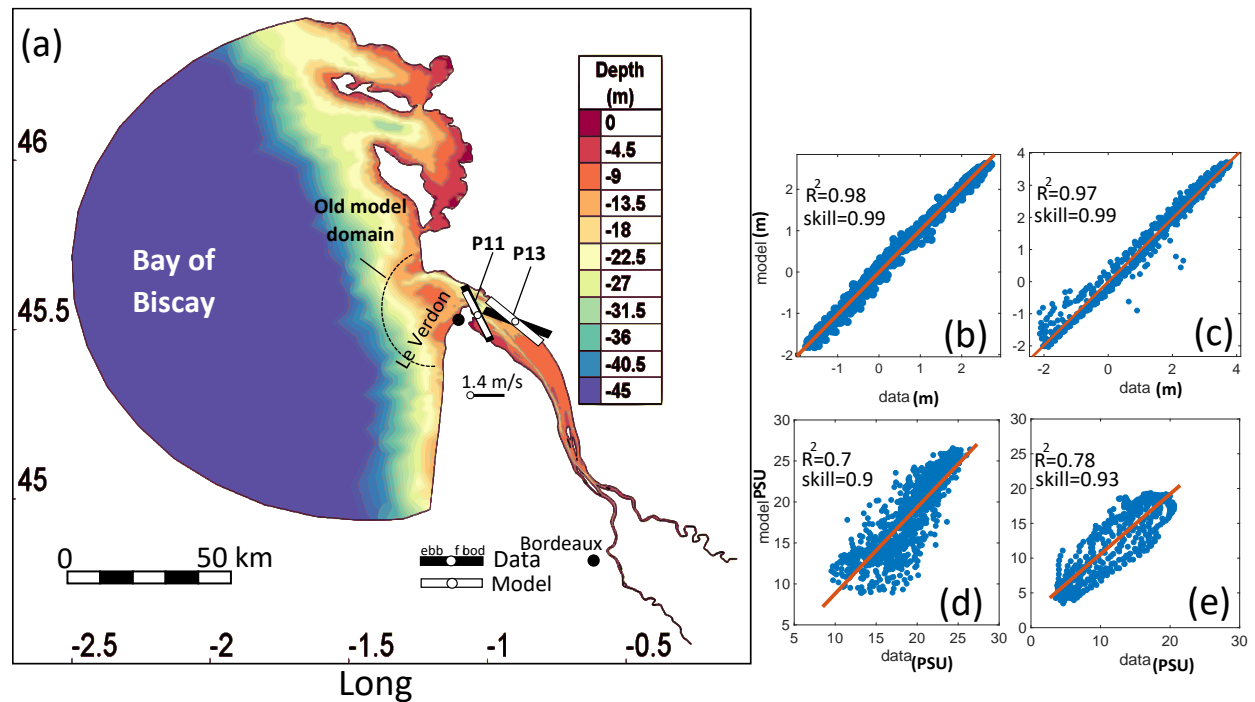 (a)
Depth
(m)
0
-4.5
-9
-13.5
-18
-22.5
-27
-31.5
-36
-40.5
-45
46
45.5
45
Old model
domain
P11
P13
Bay of
Biscay
Le Verdon
1.4 m/s
Bordeaux
ebb f bod
Data
Model
0 50 km
-2.5 -2 -1.5 -1 -0.5
Long
R2=0.98
skill=0.99
(b)
model (m)
2
1
0
-1
-2
-1 0 1 2
data (m)
R2=0.97
skill=0.99
(c)
4
3
2
1
0
-1
-2
-2 0 2 4
data (m)
R2=0.7
skill=0.9
(d)
model PSU
30
25
20
15
10
5
5 10 15 20 25 30
data (PSU)
R2=0.78
skill=0.93
(e)
30
25
20
15
10
5
0
0 10 20 30
data (PSU)